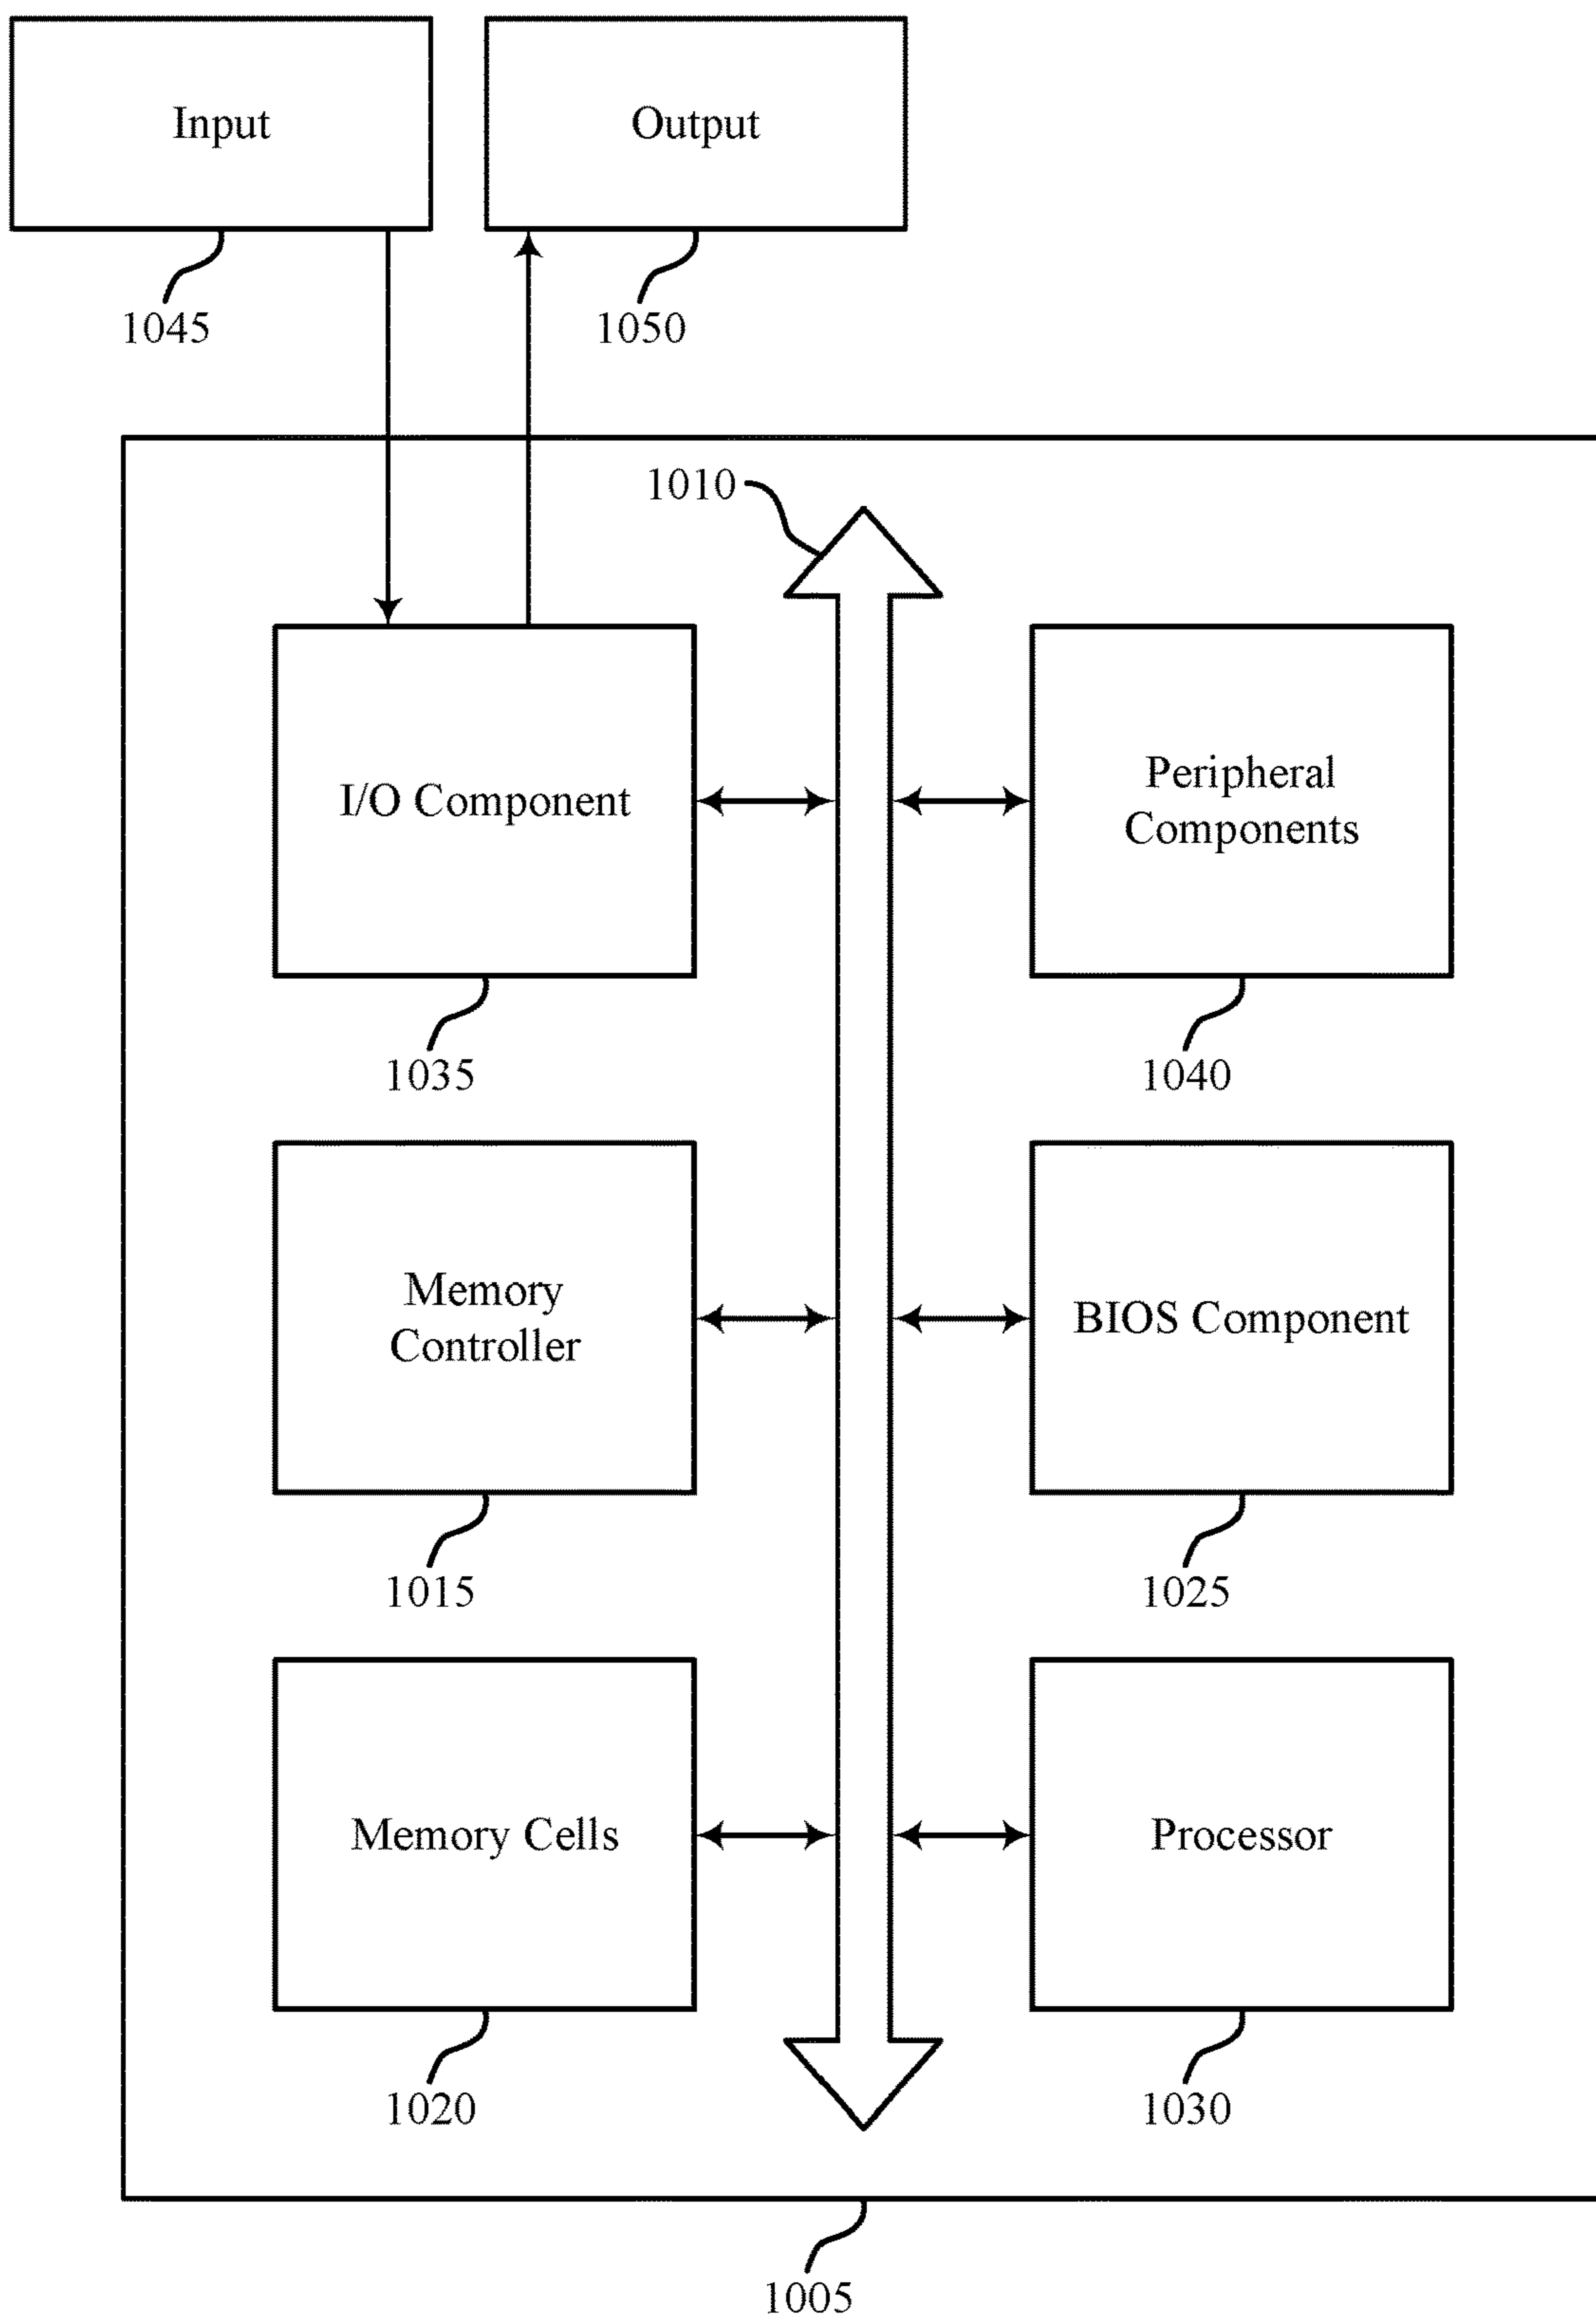 Input
Output
1045
1050
1010
I/O Component
Peripheral
Components
1035
1040
Memory
Controller
BIOS Component
1015
1025
Memory Cells
Processor
1020
1030
1005